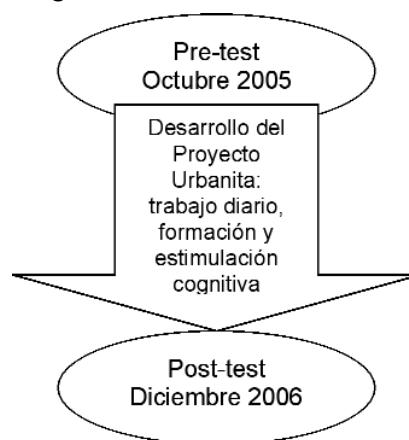 Pre-test
Octubre 2005
Desarrollo del
Proyecto
Urbanita:
trabajo diario,
formación y
estimulación
cognitiva
Post-test
Diciembre 2006